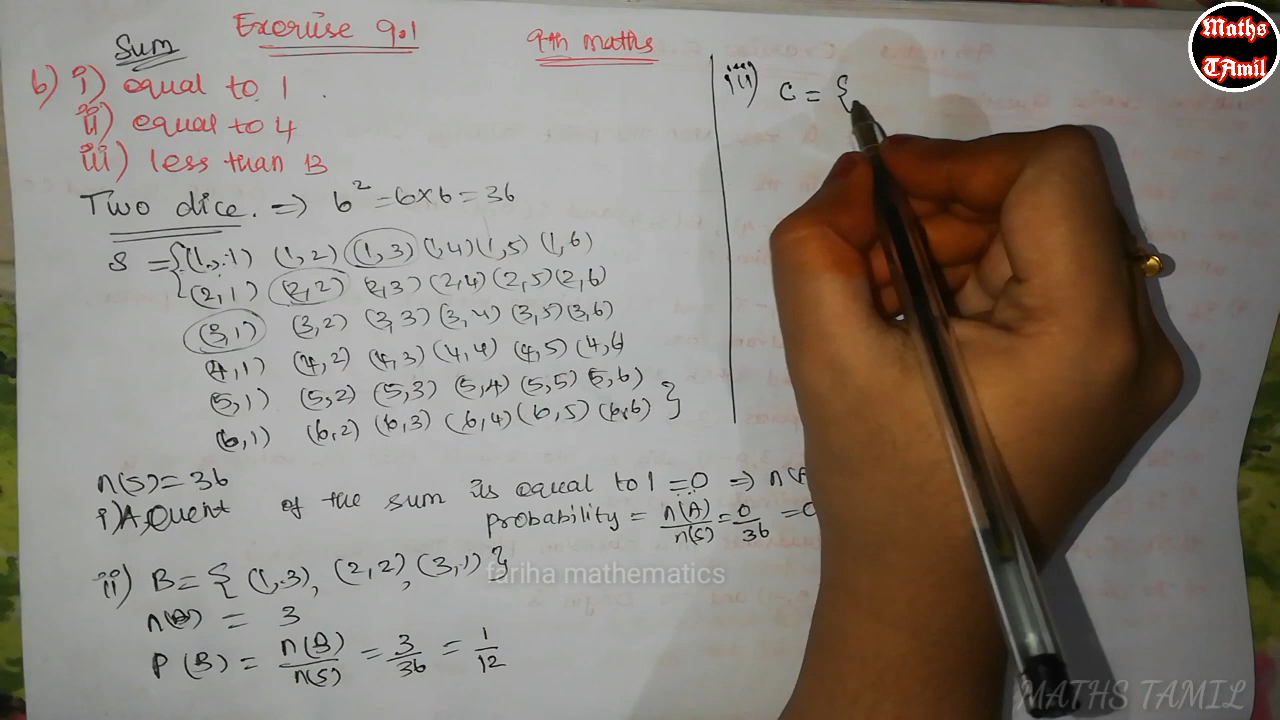 Exercise 9.1
9th maths
Sum
6) i) equal to 1.
ii) equal to 4
iii) less than 13
Two dice. ⇒ 6² = 6×6 = 36
S = {(1,1) (1,2) (1,3) (1,4) (1,5) (1,6)
(2,1) (2,2) (2,3) (2,4) (2,5) (2,6)
(3,1) (3,2) (3,3) (3,4) (3,5) (3,6)
(4,1) (4,2) (4,3) (4,4) (4,5) (4,6
(5,1) (5,2) (5,3) (5,4) (5,5) (5,6)
(6,1) (6,2) (6,3) (6,4) (6,5) (6,6) }
n(S) = 36
i) A, event of the sum is equal to 1 = 0 ⇒ n(A
probability = n(A)/n(S) = 0/36 = 0
ii) B = { (1,3), (2,2), (3,1) }
n(B) = 3
P(B) = n(B)/n(S) = 3/36 = 1/12
iii) C = {
fariha mathematics
Maths
TAmil
MATHS TAMIL